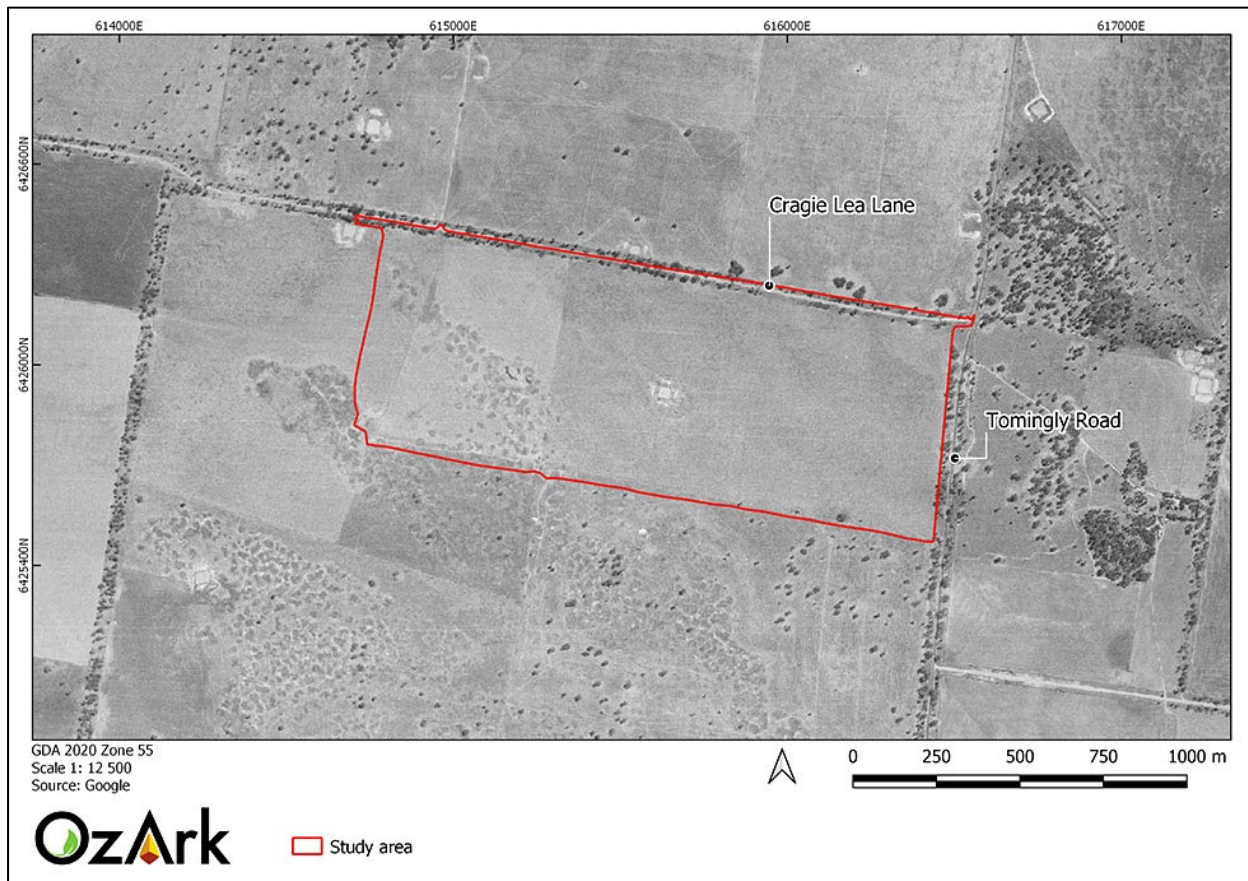 614000E
615000E
616000E
617000E
6426600N
6426000N
6425400N
Cragie Lea Lane
Tomingly Road
GDA 2020 Zone 55
Scale 1: 12 500
Source: Google
0 250 500 750 1000 m
OzArk
Study area